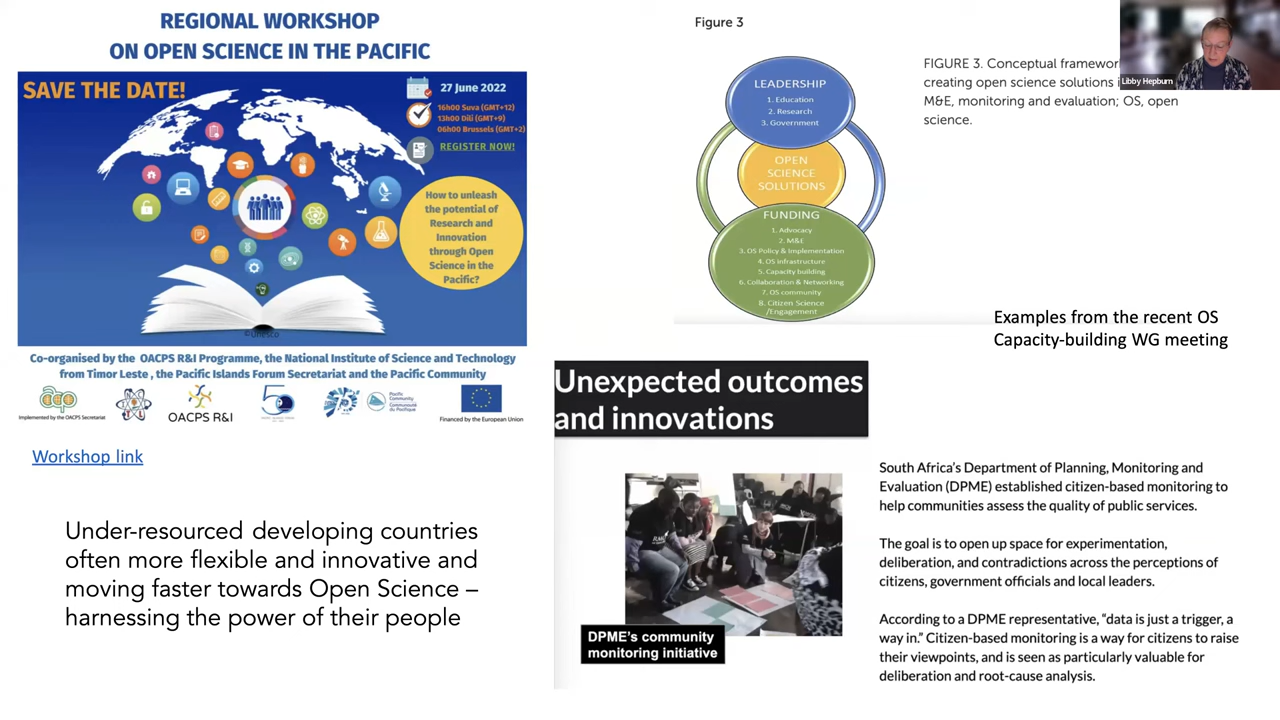 REGIONAL WORKSHOP
ON OPEN SCIENCE IN THE PACIFIC
SAVE THE DATE!
27 June 2022
16h00 Suva (GMT+12)
13h00 Dili (GMT+9)
06h00 Brussels (GMT+2)
REGISTER NOW!
How to unleash
the potential of
Research and
Innovation
through Open
Science in the
Pacific?
©Unesco
Co-organised by the OACPS R&I Programme, the National Institute of Science and Technology
from Timor Leste , the Pacific Islands Forum Secretariat and the Pacific Community
Implemented by the OACPS Secretariat
OACPS R&I
Pacific
Community
Communauté
du Pacifique
Financed by the European Union
Workshop link
Under-resourced developing countries
often more flexible and innovative and
moving faster towards Open Science –
harnessing the power of their people
Figure 3
LEADERSHIP
1. Education
2. Research
3. Government
OPEN
SCIENCE
SOLUTIONS
FUNDING
1. Advocacy
2. M&E
3. OS Policy & Implementation
4. OS Infrastructure
5. Capacity building
6. Collaboration & Networking
7. OS community
8. Citizen Science
/Engagement
FIGURE 3. Conceptual framewor
creating open science solutions i
M&E, monitoring and evaluation; OS, open
science.
Libby Hepburn
Examples from the recent OS
Capacity-building WG meeting
Unexpected outcomes
and innovations
DPME's community
monitoring initiative
South Africa's Department of Planning, Monitoring and
Evaluation (DPME) established citizen-based monitoring to
help communities assess the quality of public services.
The goal is to open up space for experimentation,
deliberation, and contradictions across the perceptions of
citizens, government officials and local leaders.
According to a DPME representative, “data is just a trigger, a
way in.” Citizen-based monitoring is a way for citizens to raise
their viewpoints, and is seen as particularly valuable for
deliberation and root-cause analysis.